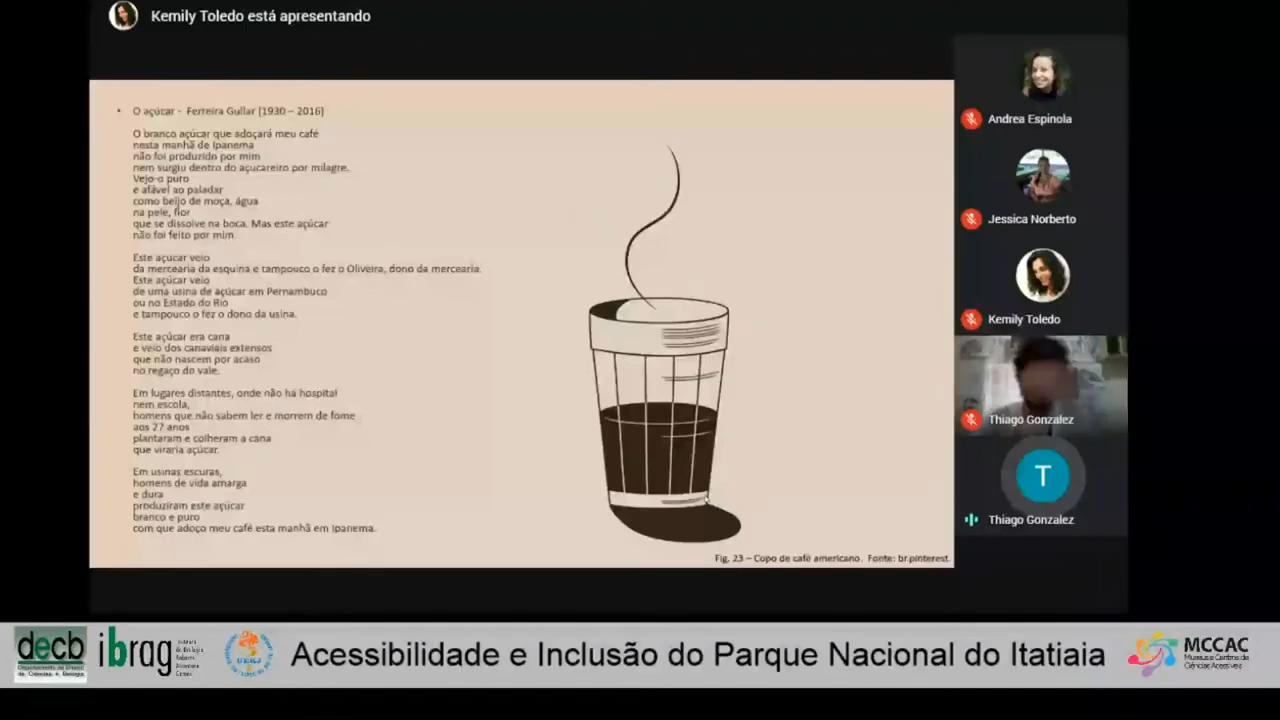 Kemily Toledo está apresentando
• O açúcar - Ferreira Gullar (1930 – 2016)
O branco açúcar que adoçará meu café
nesta manhã de Ipanema
não foi produzido por mim
nem surgiu dentro do açucareiro por milagre.
Vejo-o puro
e afável ao paladar
como beijo de moça, água
na pele, flor
que se dissolve na boca. Mas este açúcar
não foi feito por mim.
Este açúcar veio
da mercearia da esquina e tampouco o fez o Oliveira, dono da mercearia.
Este açúcar veio
de uma usina de açúcar em Pernambuco
ou no Estado do Rio
e tampouco o fez o dono da usina.
Este açúcar era cana
e veio dos canaviais extensos
que não nascem por acaso
no regaço do vale.
Em lugares distantes, onde não há hospital
nem escola,
homens que não sabem ler e morrem de fome
aos 27 anos
plantaram e colheram a cana
que viraria açúcar.
Em usinas escuras,
homens de vida amarga
e dura
produziram este açúcar
branco e puro
com que adoço meu café esta manhã em Ipanema.
Fig. 23 – Copo de café americano. Fonte: br.pinterest.
Andrea Espinola
Jessica Norberto
Kemily Toledo
Thiago Gonzalez
T
Thiago Gonzalez
decb
ibrag
Acessibilidade e Inclusão do Parque Nacional do Itatiaia
MCCAC
Museus e Centros de
Ciências Acessíveis